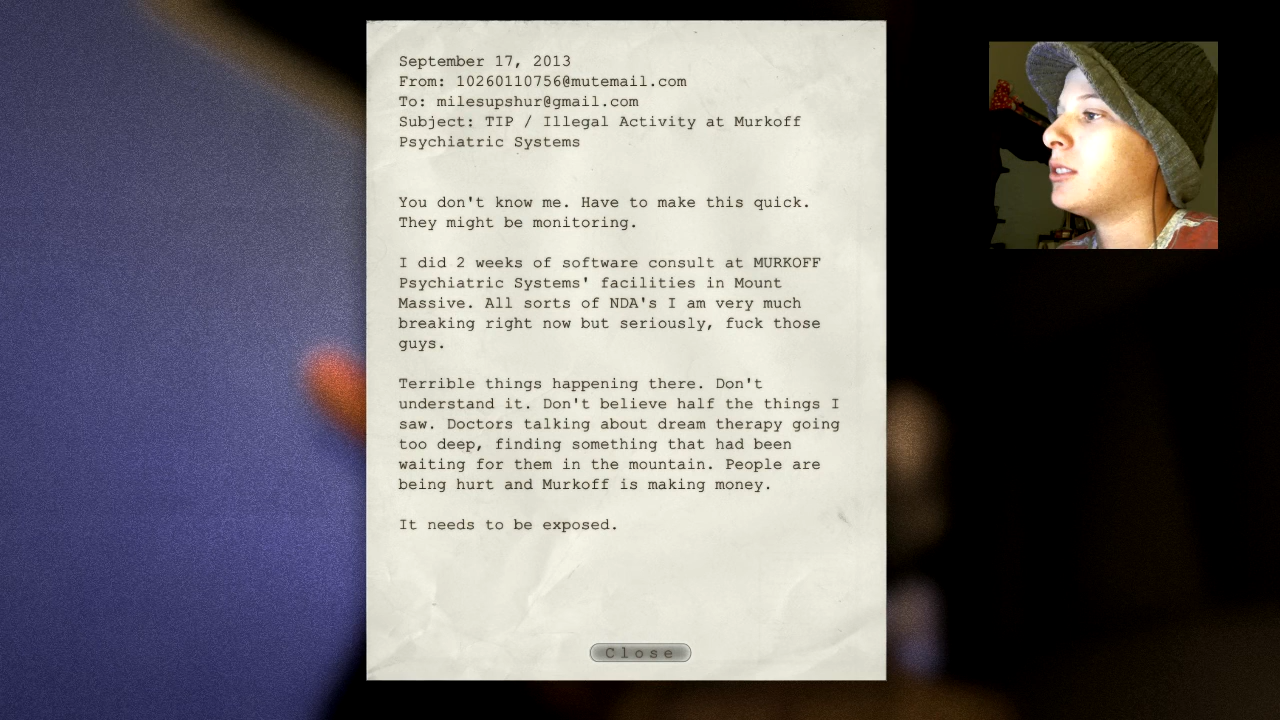 September 17, 2013
From: 10260110756@mutemail.com
To: milesupshur@gmail.com
Subject: TIP / Illegal Activity at Murkoff
Psychiatric Systems
You don't know me. Have to make this quick.
They might be monitoring.
I did 2 weeks of software consult at MURKOFF
Psychiatric Systems' facilities in Mount
Massive. All sorts of NDA's I am very much
breaking right now but seriously, fuck those
guys.
Terrible things happening there. Don't
understand it. Don't believe half the things I
saw. Doctors talking about dream therapy going
too deep, finding something that had been
waiting for them in the mountain. People are
being hurt and Murkoff is making money.
It needs to be exposed.
Close